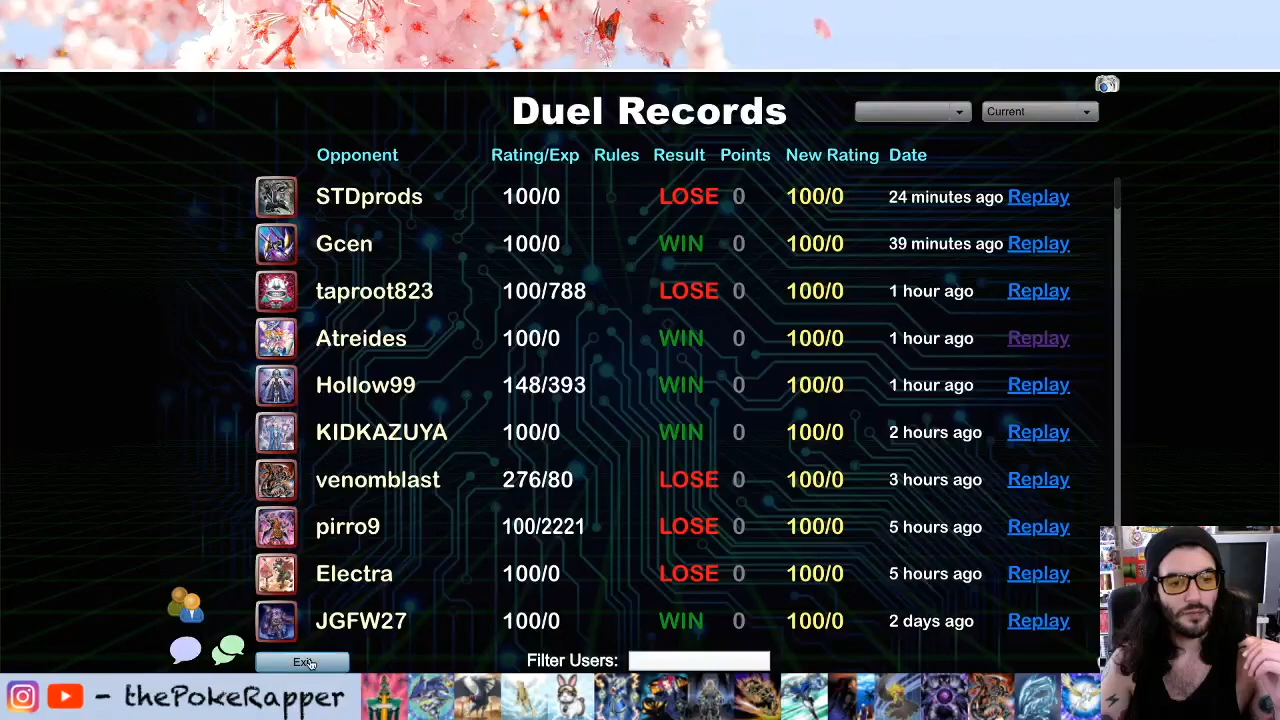 Duel Records
Current
Opponent Rating/Exp Rules Result Points New Rating Date
STDprods 100/0 LOSE 0 100/0 24 minutes ago Replay
Gcen 100/0 WIN 0 100/0 39 minutes ago Replay
taproot823 100/788 LOSE 0 100/0 1 hour ago Replay
Atreides 100/0 WIN 0 100/0 1 hour ago Replay
Hollow99 148/393 WIN 0 100/0 1 hour ago Replay
KIDKAZUYA 100/0 WIN 0 100/0 2 hours ago Replay
venomblast 276/80 LOSE 0 100/0 3 hours ago Replay
pirro9 100/2221 LOSE 0 100/0 5 hours ago Replay
Electra 100/0 LOSE 0 100/0 5 hours ago Replay
JGFW27 100/0 WIN 0 100/0 2 days ago Replay
Exit Filter Users:
- thePokeRapper